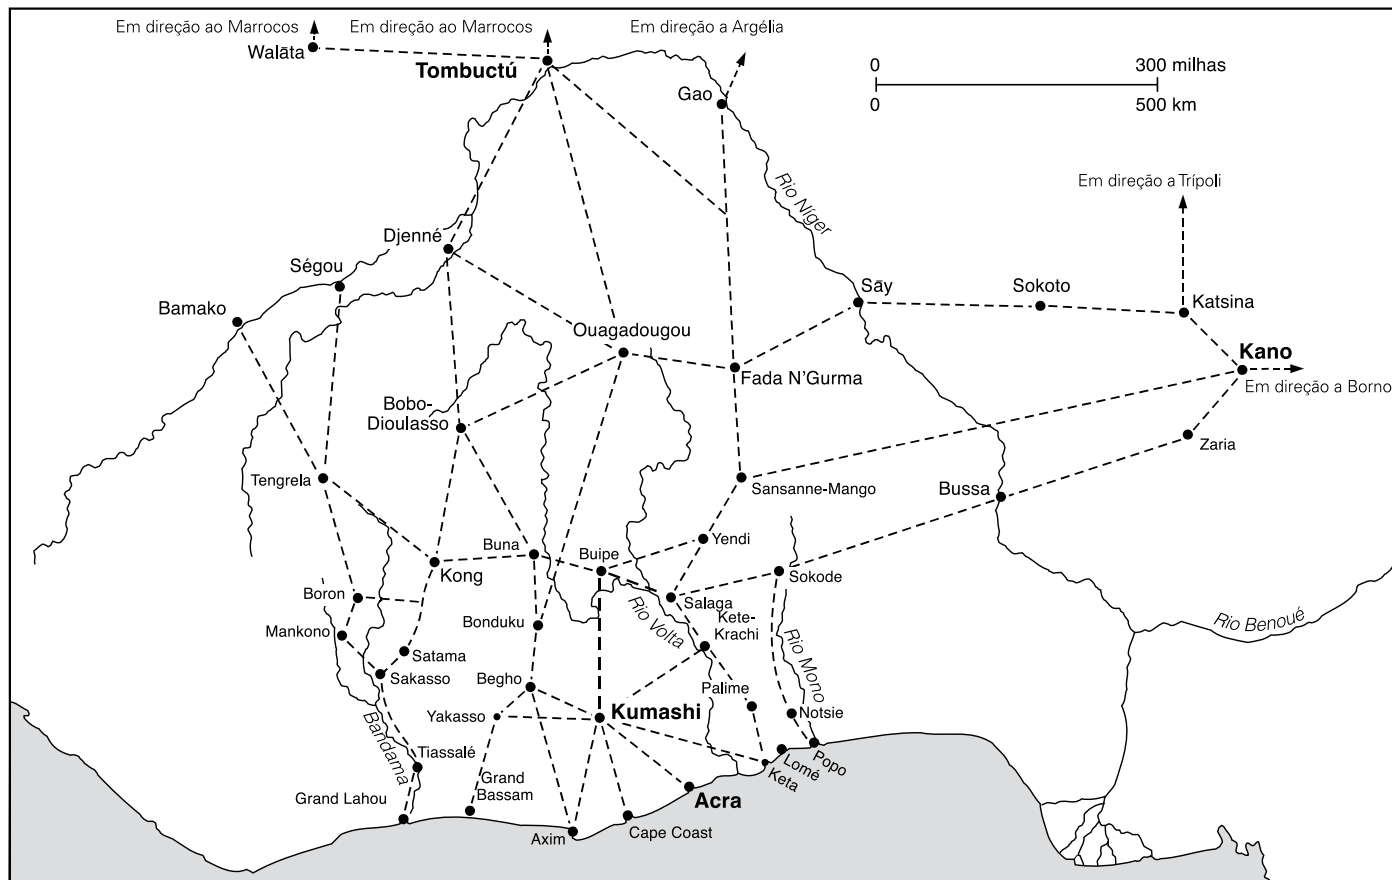 Em direção ao Marrocos
Em direção ao Marrocos
Em direção a Argélia
Walāta
Tombuctú
Gao
0
300 milhas
0
500 km
Rio Níger
Em direção a Trípoli
Djenné
Ségou
Bamako
Sāy
Sokoto
Katsina
Ouagadougou
Kano
Fada N’Gurma
Em direção a Borno
Bobo-
Dioulasso
Zaria
Tengrela
Sansanne-Mango
Bussa
Buna
Buipe
Yendi
Kong
Sokode
Boron
Salaga
Rio Volta
Kete-
Krachi
Rio Benoué
Mankono
Bonduku
Rio Mono
Satama
Sakasso
Begho
Palime
Yakasso
Kumashi
Notsie
Bandama
Tiassalé
Popo
Lomé
Keta
Grand
Bassam
Grand Lahou
Acra
Axim
Cape Coast